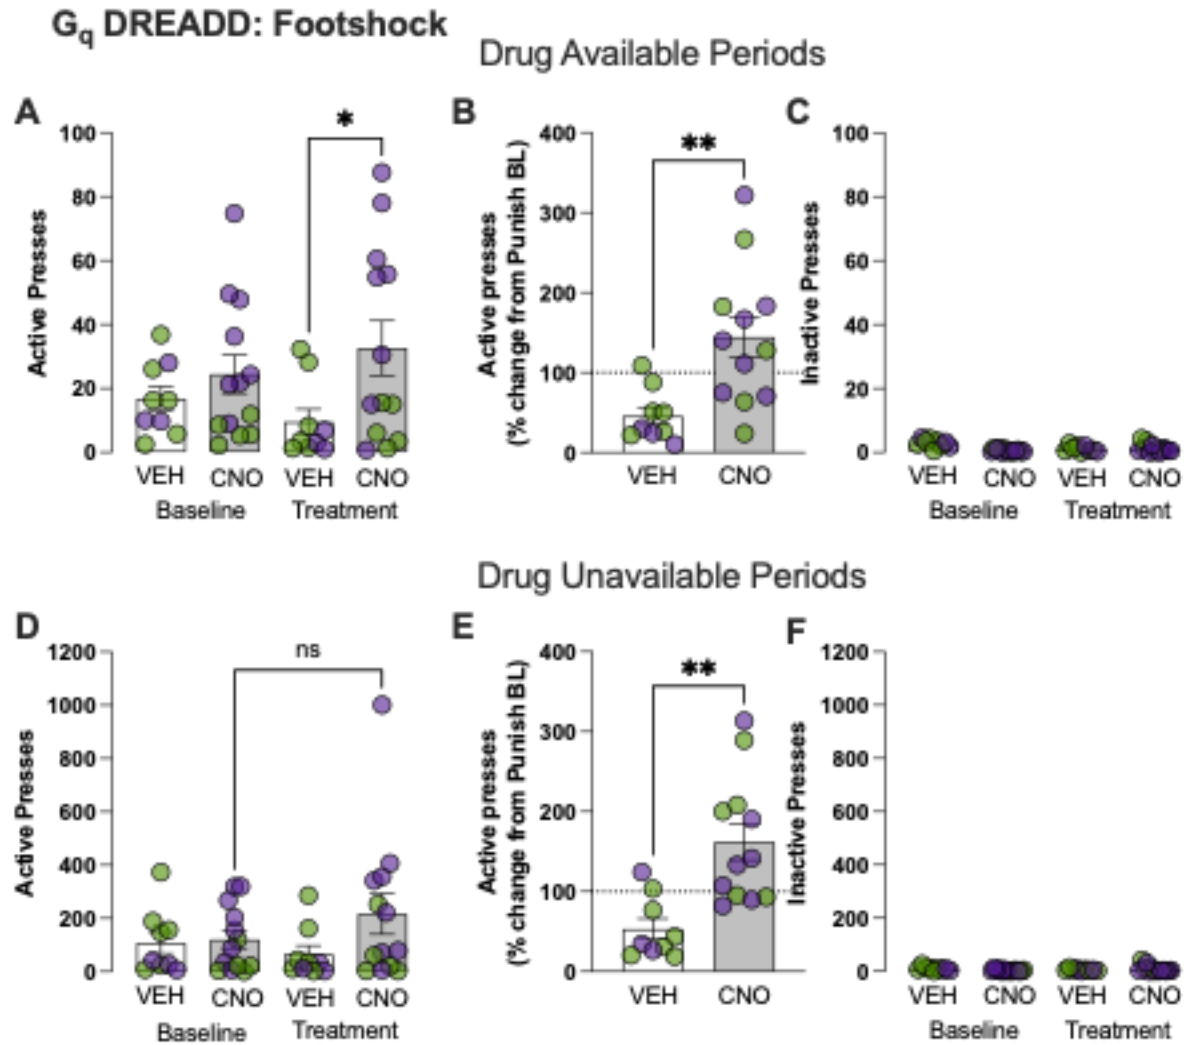 Gq DREADD: Footshock
Drug Available Periods
A
100
80
60
40
20
0
Active Presses
*
VEH
CNO
VEH
CNO
Baseline
Treatment
B
400
300
200
100
0
Active presses
(% change from Punish BL)
**
VEH
CNO
C
100
80
60
40
20
0
Inactive Presses
VEH
CNO
VEH
CNO
Baseline
Treatment
Drug Unavailable Periods
D
1200
1000
800
600
400
200
0
Active Presses
ns
VEH
CNO
VEH
CNO
Baseline
Treatment
E
400
300
200
100
0
Active presses
(% change from Punish BL)
**
VEH
CNO
F
1200
1000
800
600
400
200
0
Inactive Presses
VEH
CNO
VEH
CNO
Baseline
Treatment